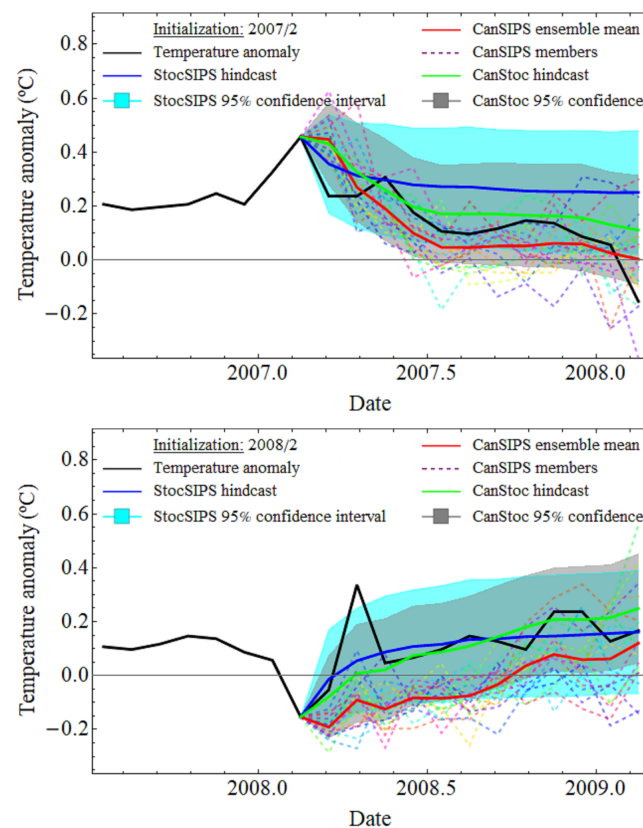 Initialization: 2007/2
CanSIPS ensemble mean
Temperature anomaly
CanSIPS members
StocSIPS hindcast
CanStoc hindcast
StocSIPS 95% confidence interval
CanStoc 95% confidence
Temperature anomaly (ºC)
0.8
0.6
0.4
0.2
0.0
−0.2
2007.0
2007.5
2008.0
Date
Initialization: 2008/2
CanSIPS ensemble mean
Temperature anomaly
CanSIPS members
StocSIPS hindcast
CanStoc hindcast
StocSIPS 95% confidence interval
CanStoc 95% confidence
Temperature anomaly (ºC)
0.8
0.6
0.4
0.2
0.0
−0.2
2008.0
2008.5
2009.0
Date